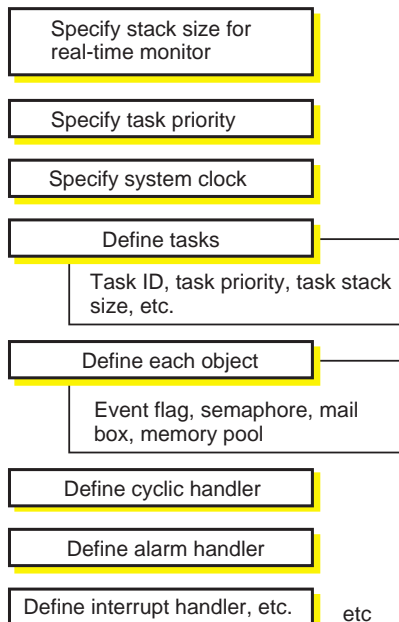 Specify stack size for
real-time monitor
Specify task priority
Specify system clock
Define tasks
Task ID, task priority, task stack
size, etc.
Define each object
Event flag, semaphore, mail
box, memory pool
Define cyclic handler
Define alarm handler
Define interrupt handler, etc.
etc